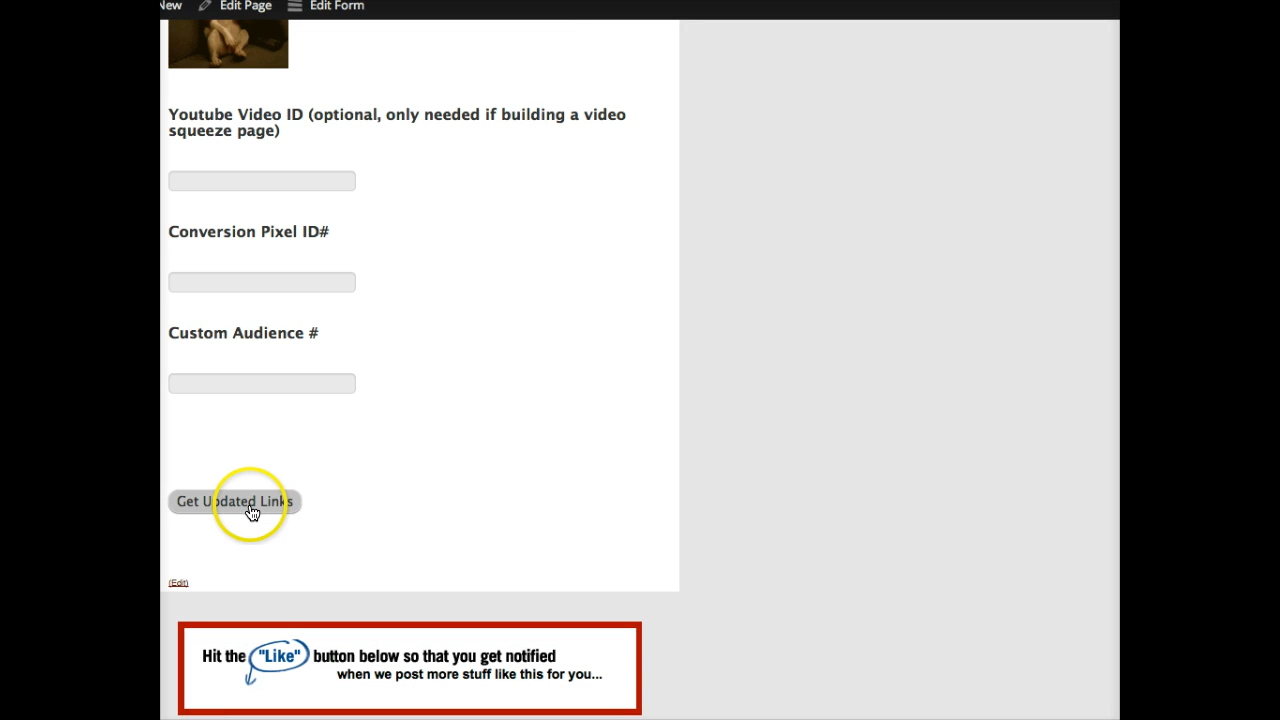 New Edit Page Edit Form
Youtube Video ID (optional, only needed if building a video
squeeze page)
Conversion Pixel ID#
Custom Audience #
Get Updated Links
(Edit)
Hit the "Like" button below so that you get notified
when we post more stuff like this for you...